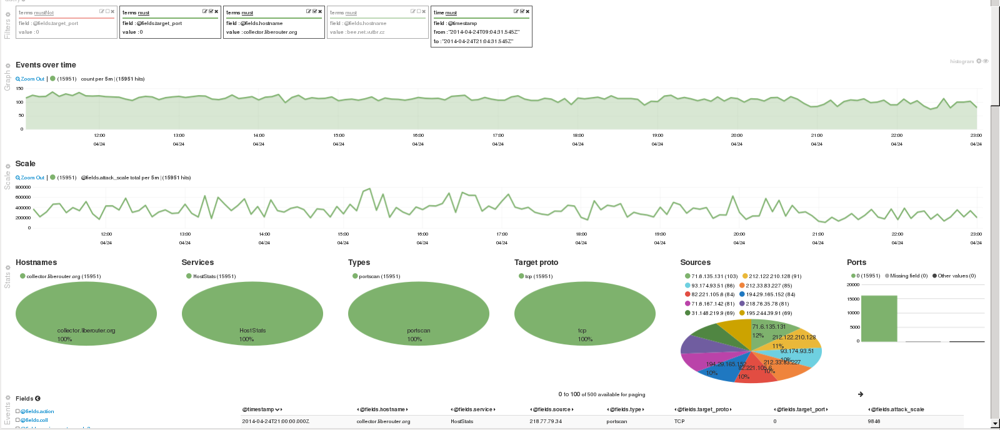 Filters
terms mustNot
field : @fields.target_port
value : 0
terms must
field : @fields.target_port
value : 0
terms must
field : @fields.hostname
value : collector.liberouter.org
terms must
field : @fields.hostname
value : bee.net.vutbr.cz
time must
field : @timestamp
from : "2014-04-24T09:04:31.545Z"
to : "2014-04-24T21:04:31.545Z"
Graph
Events over time
histogram
Zoom Out | (15951) count per 5m | (15951 hits)
150
100
50
0
12:00 13:00 14:00 15:00 16:00 17:00 18:00 19:00 20:00 21:00 22:00 23:00
04/24 04/24 04/24 04/24 04/24 04/24 04/24 04/24 04/24 04/24 04/24 04/24
Scale
Scale
Zoom Out | (15951) @fields.attack_scale total per 5m | (15951 hits)
800000
600000
400000
200000
0
12:00 13:00 14:00 15:00 16:00 17:00 18:00 19:00 20:00 21:00 22:00 23:00
04/24 04/24 04/24 04/24 04/24 04/24 04/24 04/24 04/24 04/24 04/24 04/24
Stats
Hostnames
collector.liberouter.org (15951)
collector.liberouter.org
100%
Services
HostStats (15951)
HostStats
100%
Types
portscan (15951)
portscan
100%
Target proto
tcp (15951)
tcp
100%
Sources
71.6.135.131 (103) 212.122.210.128 (91)
93.174.93.51 (86) 212.33.83.227 (85)
82.221.105.6 (84) 194.29.165.152 (84)
71.6.167.142 (81) 218.76.35.78 (81)
31.148.219.9 (69) 195.244.39.91 (69)
71.6.135.131
12%
212.122.210.128
11%
93.174.93.51
10%
212.33.83.227
10%
82.221.105.6
10%
194.29.165.152
10%
Ports
0 (15951) Missing field (0) Other values (0)
20000
15000
10000
5000
0
Events
Fields
@fields.action
@fields.coll
0 to 100 of 500 available for paging
@timestamp @fields.hostname @fields.service @fields.source @fields.type @fields.target_proto @fields.target_port @fields.attack_scale
2014-04-24T21:00:00.000Z collector.liberouter.org HostStats 218.77.79.34 portscan TCP 0 9846